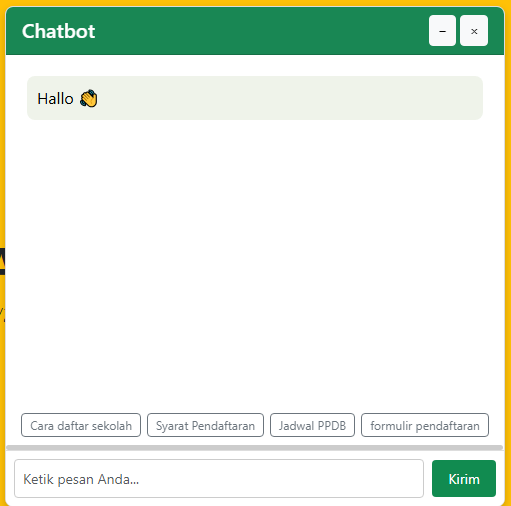 Chatbot
Hallo 👋
Cara daftar sekolah
Syarat Pendaftaran
Jadwal PPDB
formulir pendaftaran
Ketik pesan Anda...
Kirim